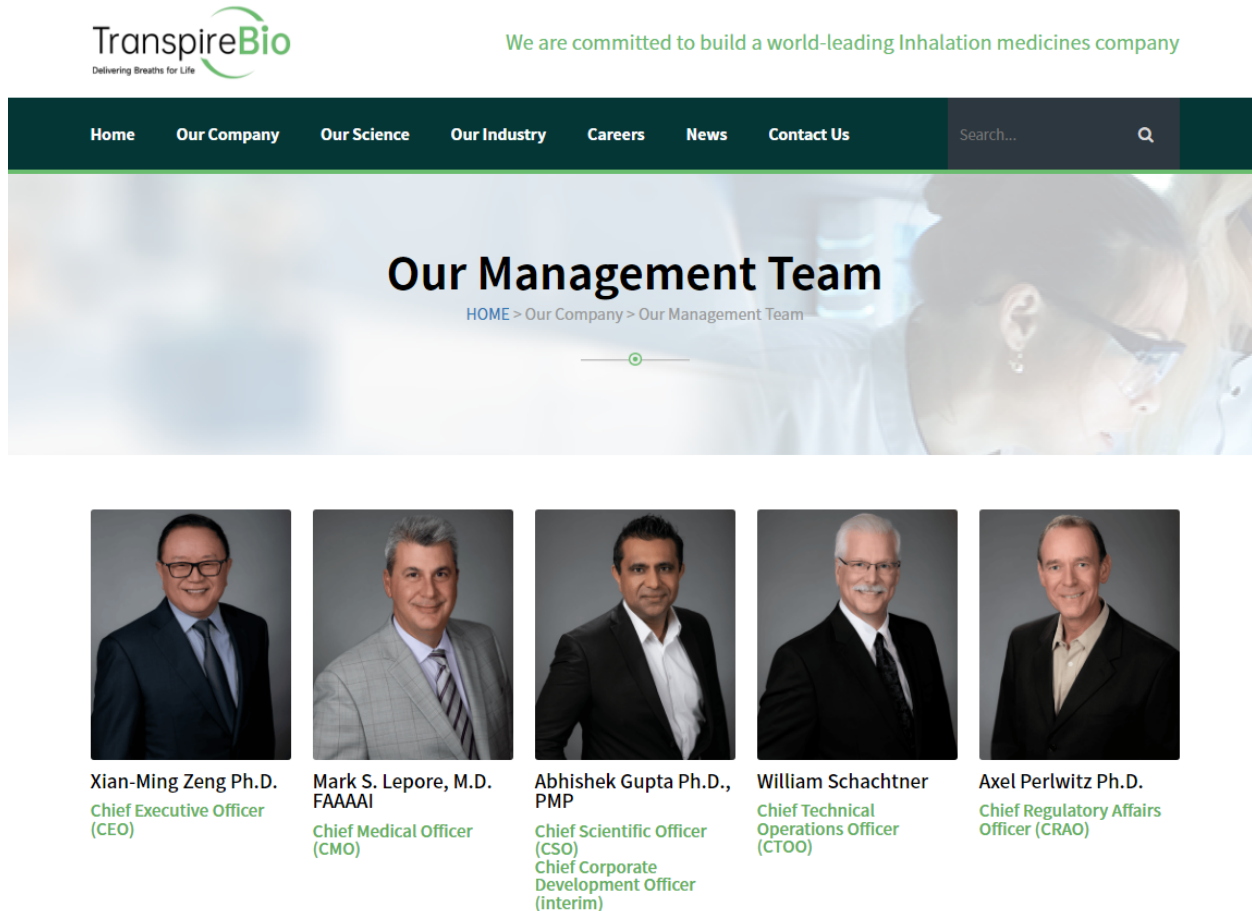 TranspireBio
Delivering Breaths for Life
We are committed to build a world-leading Inhalation medicines company
Home Our Company Our Science Our Industry Careers News Contact Us Search...
Our Management Team
HOME > Our Company > Our Management Team
Xian-Ming Zeng Ph.D.
Chief Executive Officer
(CEO)
Mark S. Lepore, M.D.
FAAAAI
Chief Medical Officer
(CMO)
Abhishek Gupta Ph.D.,
PMP
Chief Scientific Officer
(CSO)
Chief Corporate
Development Officer
(interim)
William Schachtner
Chief Technical
Operations Officer
(CTOO)
Axel Perlwitz Ph.D.
Chief Regulatory Affairs
Officer (CRAO)